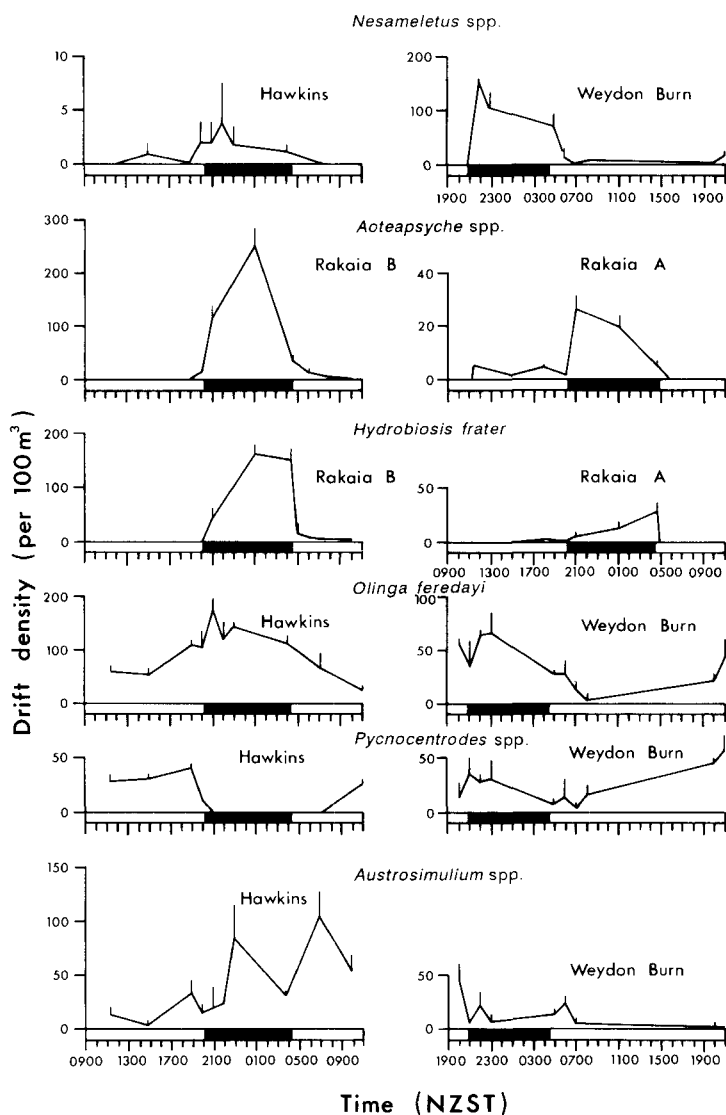 Nesameletus spp.
10
5
0
Hawkins
200
100
0
Weydon Burn
1900 2300 0300 0700 1100 1500 1900
Aoteapsyche spp.
300
200
100
0
Rakaia B
40
20
0
Rakaia A
Hydrobiosis frater
200
100
0
Rakaia B
50
0
Rakaia A
0900 1300 1700 2100 0100 0500 0900
Olinga feredayi
200
100
0
Hawkins
100
50
0
Weydon Burn
Pycnocentrodes spp.
50
0
Hawkins
50
0
Weydon Burn
Austrosimulium spp.
150
100
50
0
Hawkins
50
0
Weydon Burn
0900 1300 1700 2100 0100 0500 0900
1900 2300 0300 0700 1100 1500 1900
Drift density (per 100m³)
Time (NZST)